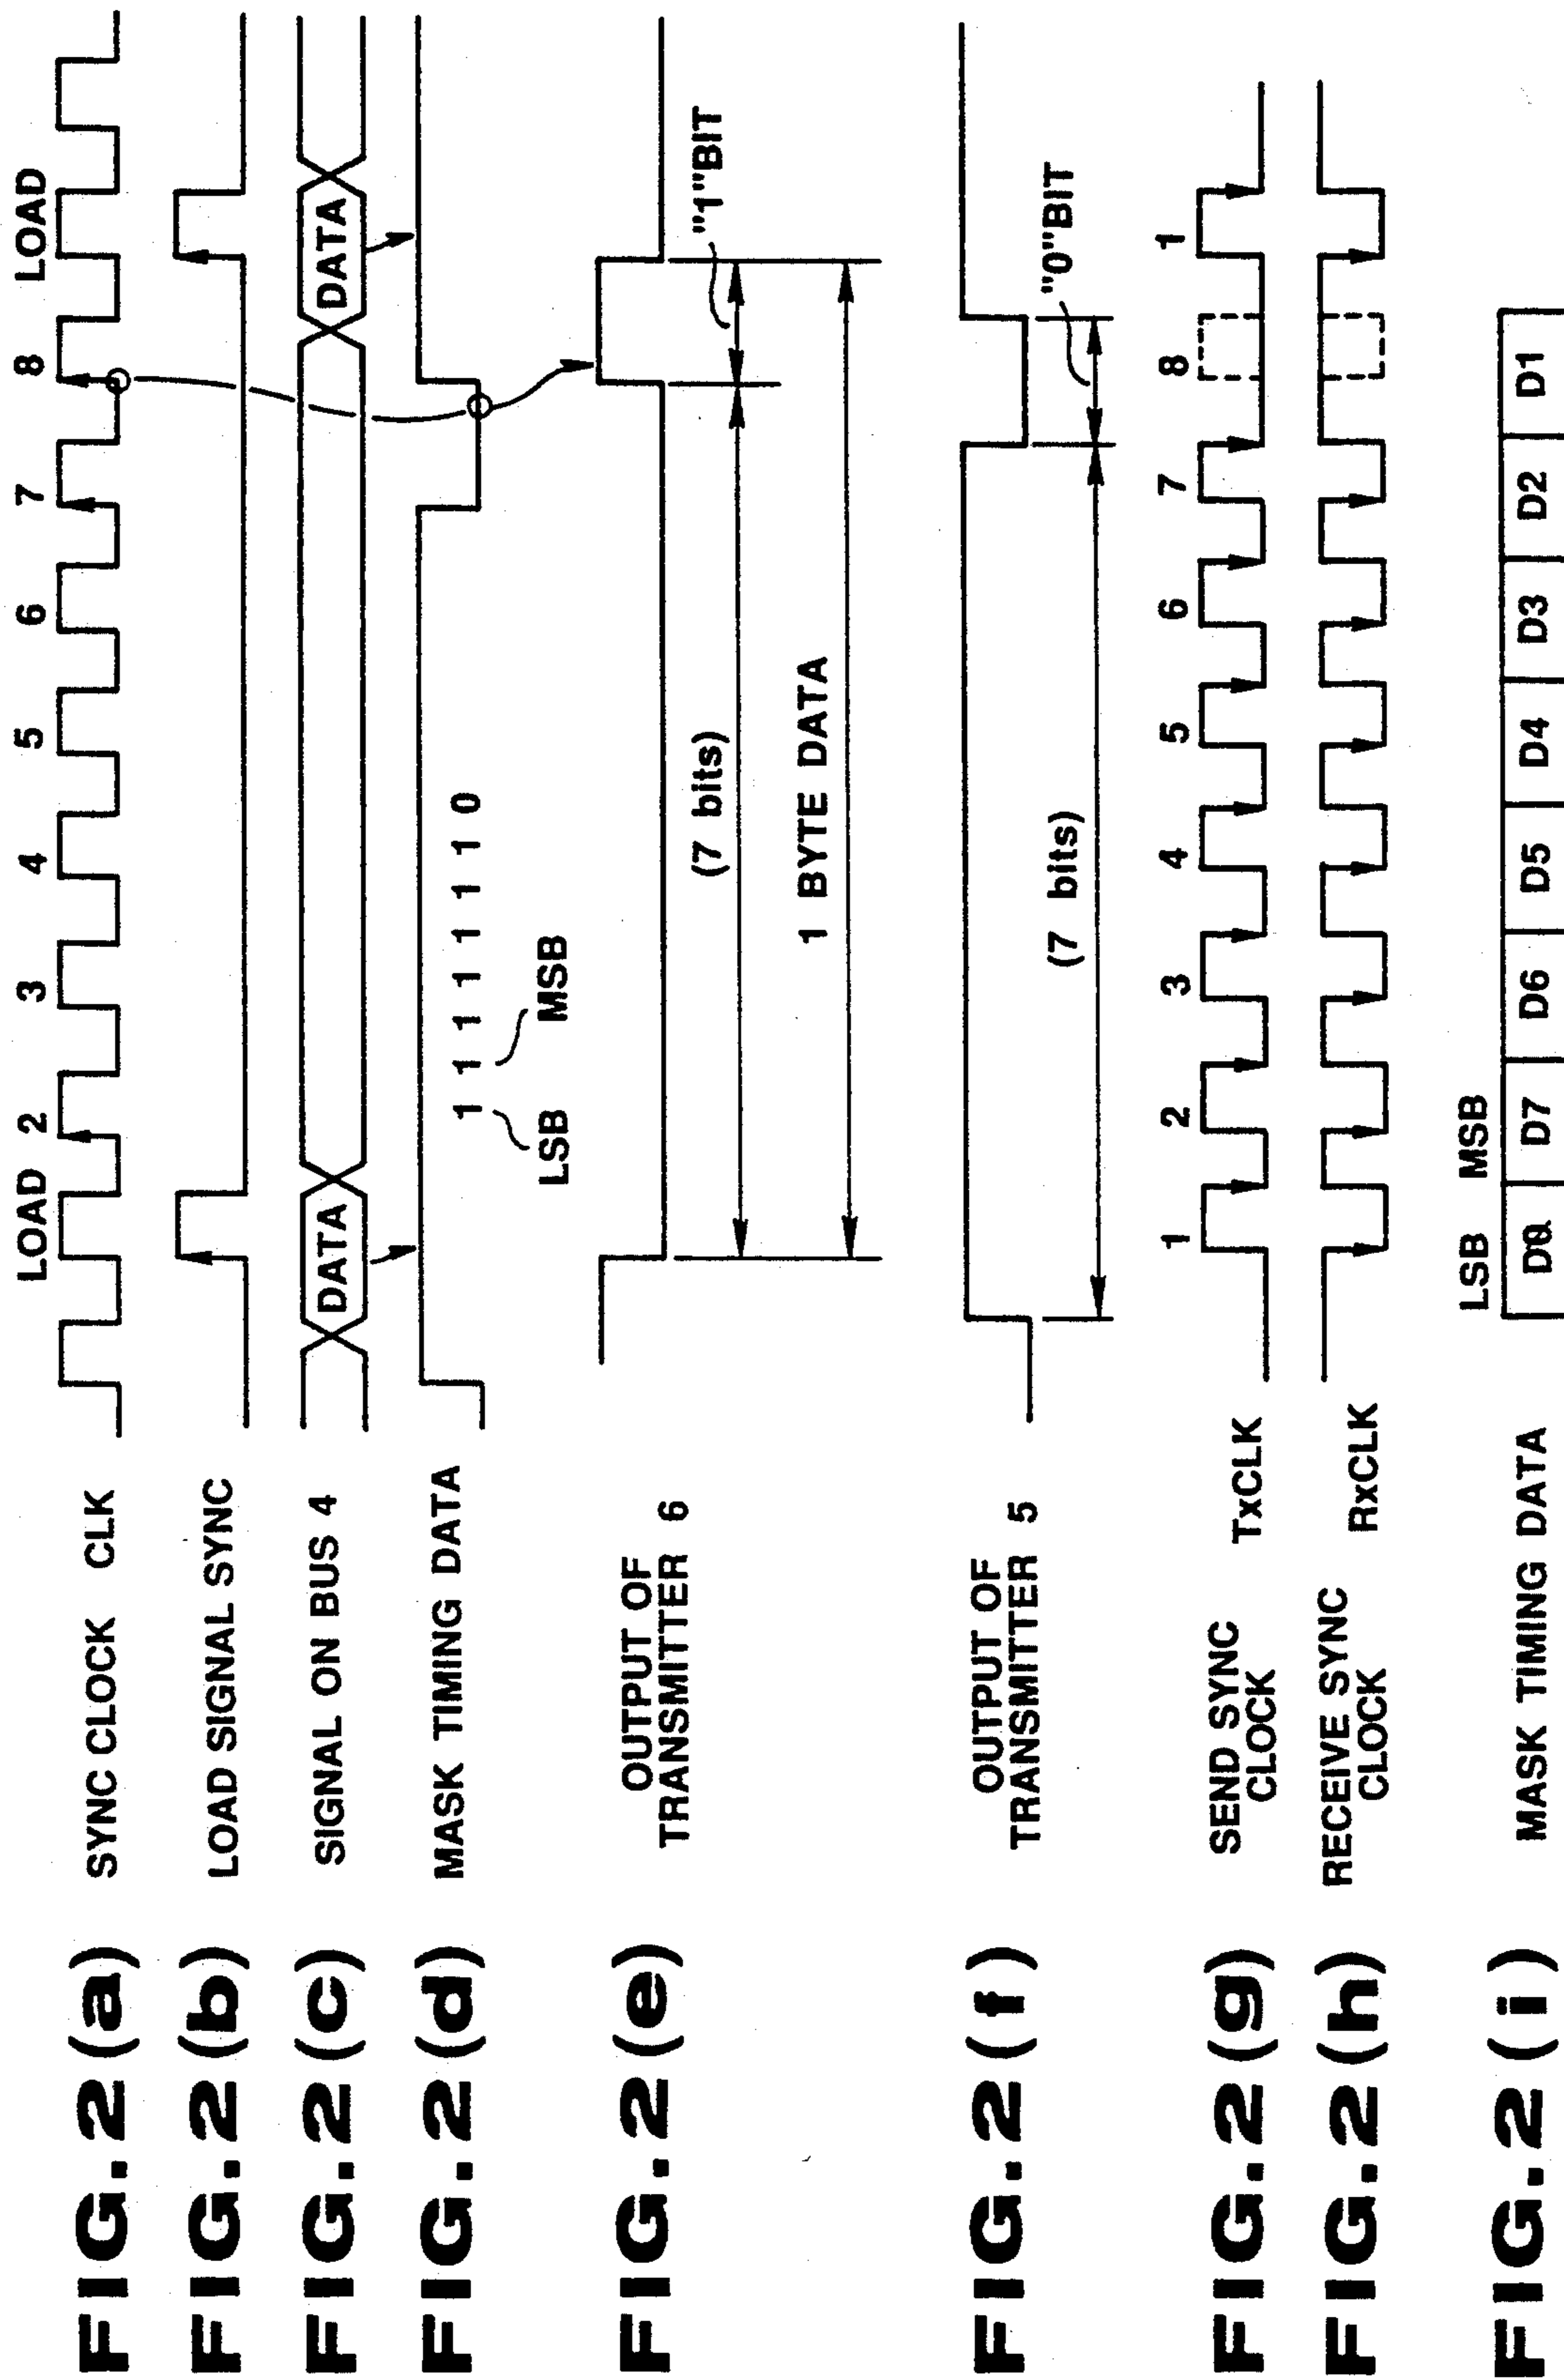 FIG.2(a) SYNC CLOCK CLK
LOAD 2 3 4 5 6 7 8 LOAD
FIG.2(b) LOAD SIGNAL SYNC
FIG.2(c) SIGNAL ON BUS 4
DATA DATA
FIG.2(d) MASK TIMING DATA
1 1 1 1 1 1 1 0
LSB MSB
FIG.2(e) OUTPUT OF
TRANSMITTER 6
(7 bits) "1"BIT
1 BYTE DATA
FIG.2(f) OUTPUT OF
TRANSMITTER 5
(7 bits) "0"BIT
FIG.2(g) SEND SYNC
CLOCK TxCLK
1 2 3 4 5 6 7 8 1
FIG.2(h) RECEIVE SYNC
CLOCK RxCLK
LSB MSB
FIG.2(i) MASK TIMING DATA
D0 D7 D6 D5 D4 D3 D2 D1